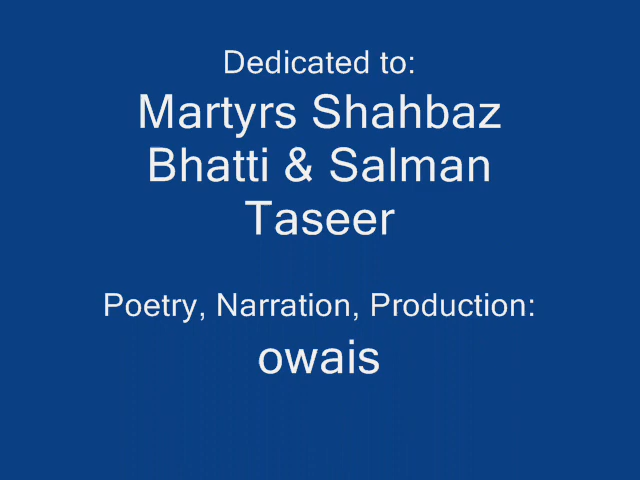 Dedicated to:
Martyrs Shahbaz
Bhatti & Salman
Taseer
Poetry, Narration, Production:
owais